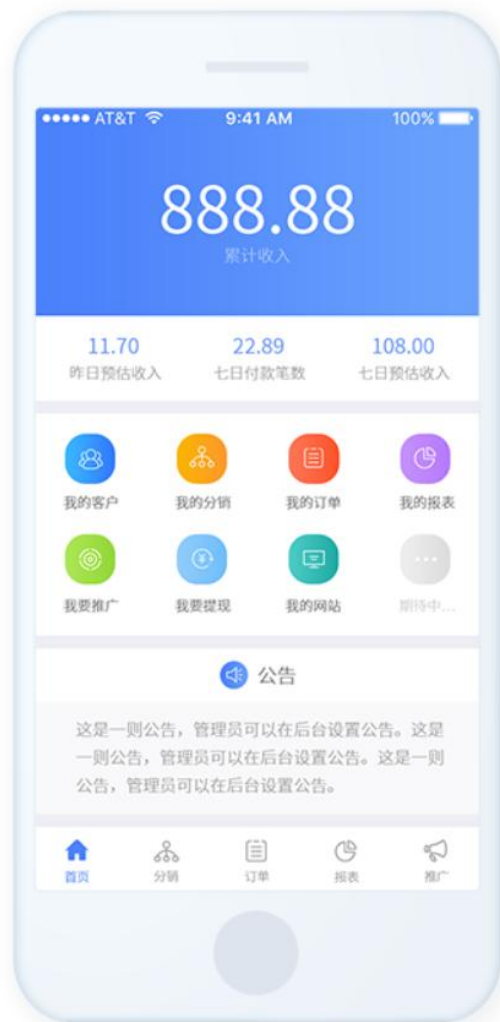 AT&T 9:41 AM 100%
888.88
累计收入
11.70 22.89 108.00
昨日预估收入 七日付款笔数 七日预估收入
我的客户 我的分销 我的订单 我的报表
我要推广 我要提现 我的网站 期待中...
公告
这是一则公告，管理员可以在后台设置公告。这是
一则公告，管理员可以在后台设置公告。这是一则
公告，管理员可以在后台设置公告。
首页 分销 订单 报表 推广